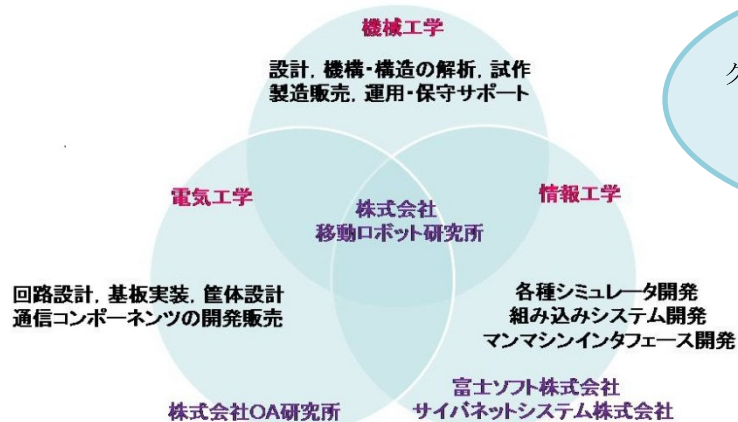 機械工学
設計，機構・構造の解析，試作
製造販売，運用・保守サポート
電気工学
情報工学
株式会社
移動ロボット研究所
回路設計，基板実装，筐体設計
通信コンポーネンツの開発販売
各種シミュレータ開発
組み込みシステム開発
マンマシンインタフェース開発
株式会社OA研究所
富士ソフト株式会社
サイバネットシステム株式会社